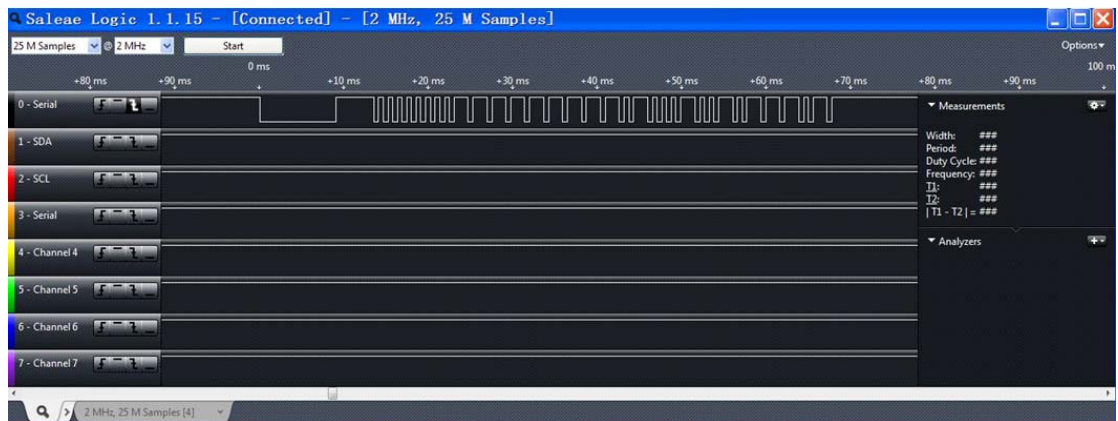 Saleae Logic 1.1.15 - [Connected] - [2 MHz, 25 M Samples]
25 M Samples @ 2 MHz Start Options
0 ms 100 m
+80 ms +90 ms +10 ms +20 ms +30 ms +40 ms +50 ms +60 ms +70 ms +80 ms +90 ms
0 - Serial
Measurements
1 - SDA
Width: ###
Period: ###
Duty Cycle: ###
2 - SCL
Frequency: ###
T1: ###
T2: ###
3 - Serial
| T1 - T2 | = ###
4 - Channel 4
Analyzers
5 - Channel 5
6 - Channel 6
7 - Channel 7
2 MHz, 25 M Samples [4]